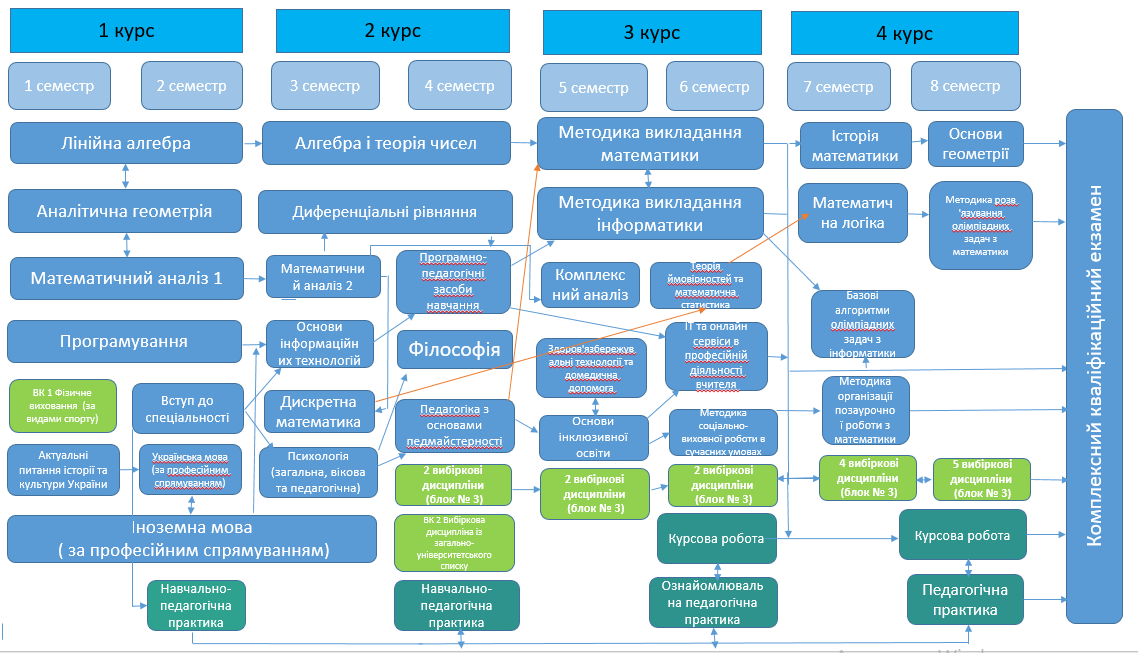 1 курс
2 курс
3 курс
4 курс
1 семестр
2 семестр
3 семестр
4 семестр
5 семестр
6 семестр
7 семестр
8 семестр
Лінійна алгебра
Алгебра і теорія чисел
Методика викладання
математики
Історія
математики
Основи
геометрії
Аналітична геометрія
Диференціальні рівняння
Методика викладання
інформатики
Математич
на логіка
Методика розв
'язування
олімпіадних
задач з
математики
Математичний аналіз 1
Математични
й аналіз 2
Програмно-
педагогічні
засоби
навчання
Комплекс
ний аналіз
Теорія
ймовірностей та
математична
статистика
Базові
алгоритми
олімпіадних
задач з
інформатики
Програмування
Основи
інформаційн
их технологій
Філософія
Здоров'язбережув
альні технології та
домедична
допомога
ІТ та онлайн
сервіси в
професійній
діяльності
вчителя
ВК 1 Фізичне
виховання (за
видами спорту)
Вступ до
спеціальності
Дискретна
математика
Педагогіка з
основами
педмайстерності
Основи
інклюзивної
освіти
Методика
соціально-
виховної роботи в
сучасних умовах
Методика
організації
позаурочно
ї роботи з
математики
Актуальні
питання історії та
культури України
Українська мова
(за професійним
спрямуванням)
Психологія
(загальна, вікова
та педагогічна)
2 вибіркові
дисципліни
(блок № 3)
2 вибіркові
дисципліни
(блок № 3)
2 вибіркові
дисципліни
(блок № 3)
4 вибіркові
дисципліни
(блок № 3)
5 вибіркові
дисципліни
(блок № 3)
Іноземна мова
( за професійним спрямуванням)
ВК 2 Вибіркова
дисципліна із
загально-
університетського
списку
Курсова робота
Курсова робота
Навчально-
педагогічна
практика
Навчально-
педагогічна
практика
Ознайомлюваль
на педагогічна
практика
Педагогічна
практика
Комплексний кваліфікаційний екзамен